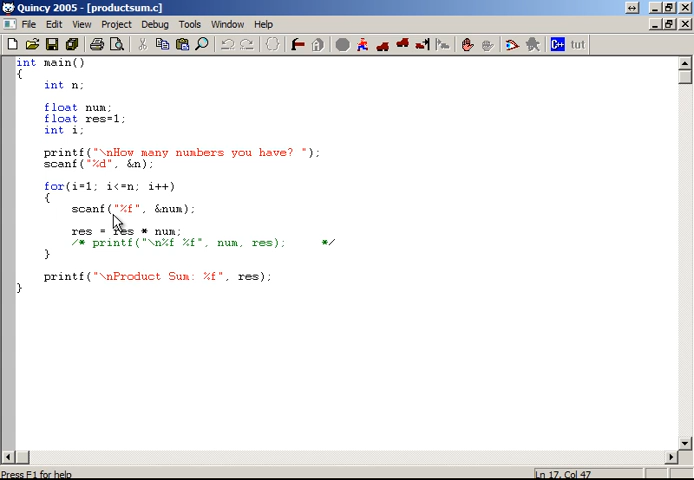 Quincy 2005 - [productsum.c]
File Edit View Project Debug Tools Window Help
C++ tut
int main()
{
int n;
float num;
float res=1;
int i;
printf("\nHow many numbers you have? ");
scanf("%d", &n);
for(i=1; i<=n; i++)
{
scanf("%f", &num);
res = res * num;
/* printf("\n%f %f", num, res); */
}
printf("\nProduct Sum: %f", res);
}
Press F1 for help
Ln 17, Col 47